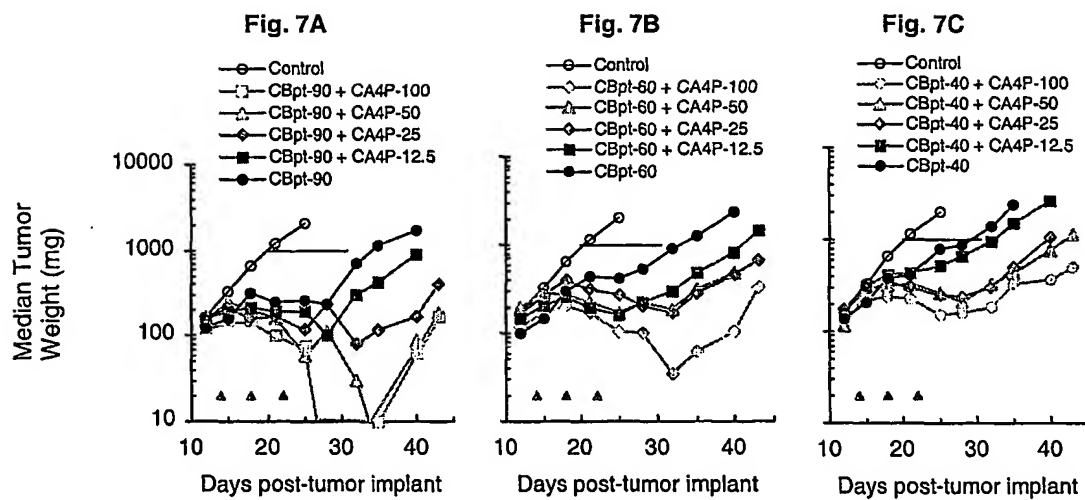 Fig. 7A
Control
CBpt-90 + CA4P-100
CBpt-90 + CA4P-50
CBpt-90 + CA4P-25
CBpt-90 + CA4P-12.5
CBpt-90
Fig. 7B
Control
CBpt-60 + CA4P-100
CBpt-60 + CA4P-50
CBpt-60 + CA4P-25
CBpt-60 + CA4P-12.5
CBpt-60
Fig. 7C
Control
CBpt-40 + CA4P-100
CBpt-40 + CA4P-50
CBpt-40 + CA4P-25
CBpt-40 + CA4P-12.5
CBpt-40
Median Tumor
Weight (mg)
10000
1000
100
10
10 20 30 40
Days post-tumor implant
10 20 30 40
Days post-tumor implant
10 20 30 40
Days post-tumor implant